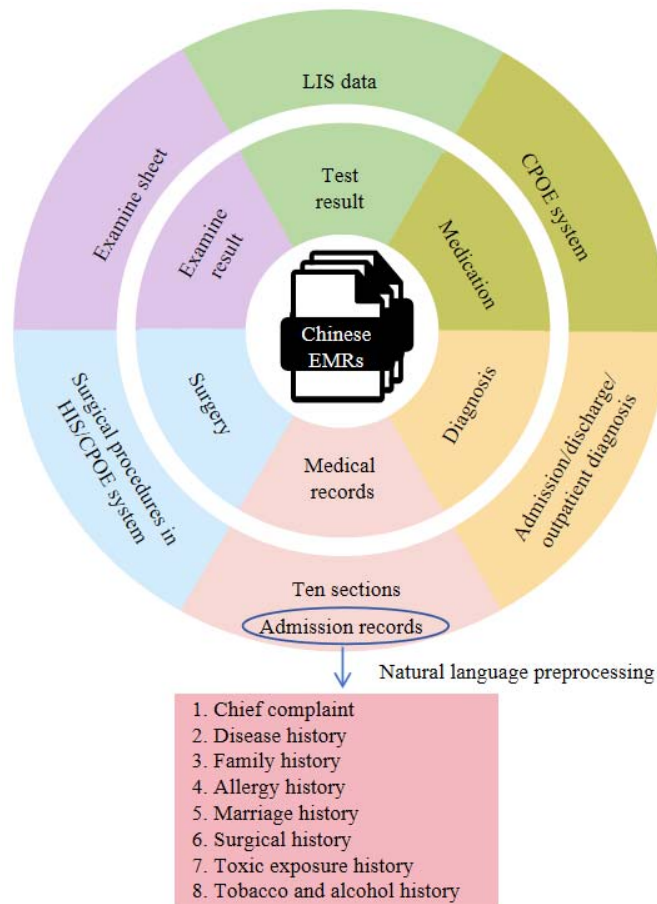 LIS data
Test
result
CPOE system
Medication
Examine sheet
Examine
result
Chinese
EMRs
Surgery
Diagnosis
Surgical procedures in
HIS/CPOE system
Medical
records
Admission/discharge/
outpatient diagnosis
Ten sections
Admission records
Natural language preprocessing
1. Chief complaint
2. Disease history
3. Family history
4. Allergy history
5. Marriage history
6. Surgical history
7. Toxic exposure history
8. Tobacco and alcohol history